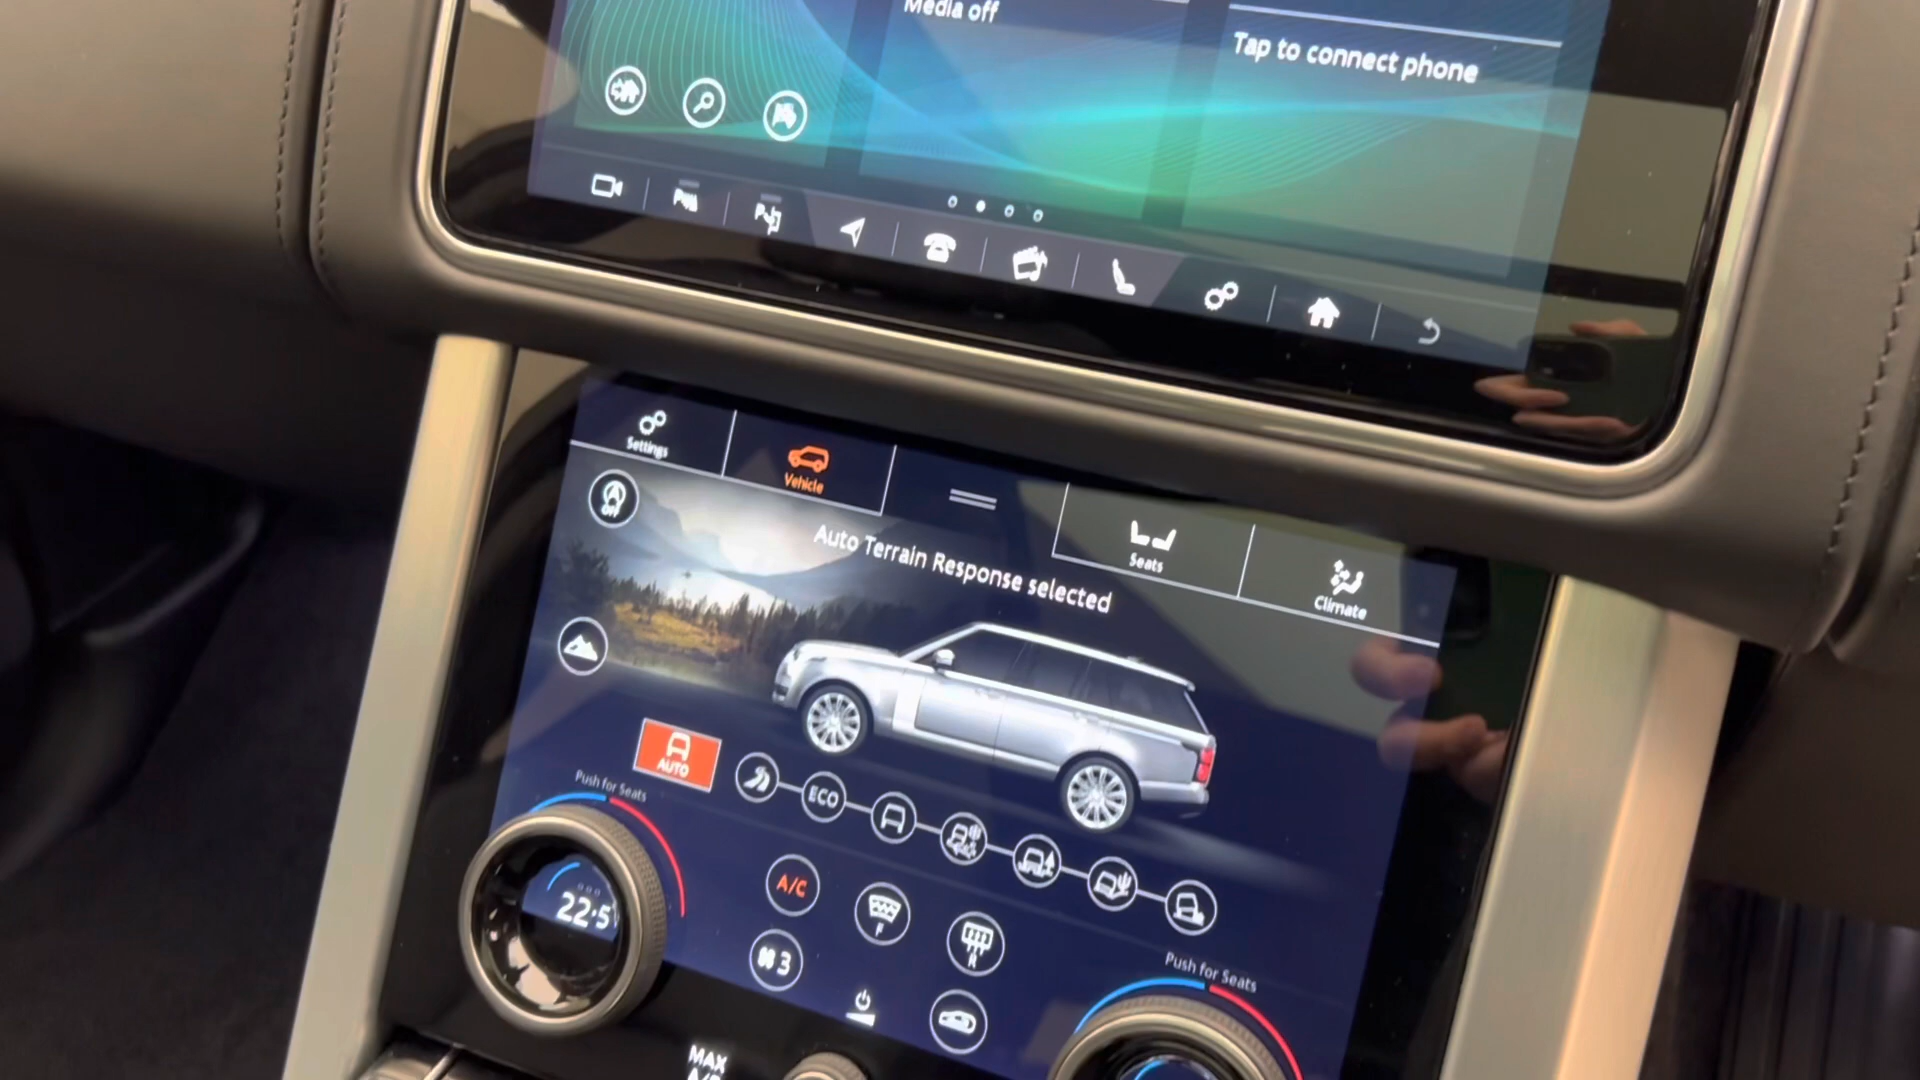 Media off
Tap to connect phone
Settings
Vehicle
Seats
Climate
OFF
Auto Terrain Response selected
AUTO
ECO
Push for Seats
22.5
A/C
F
R
3
Push for Seats
MAX